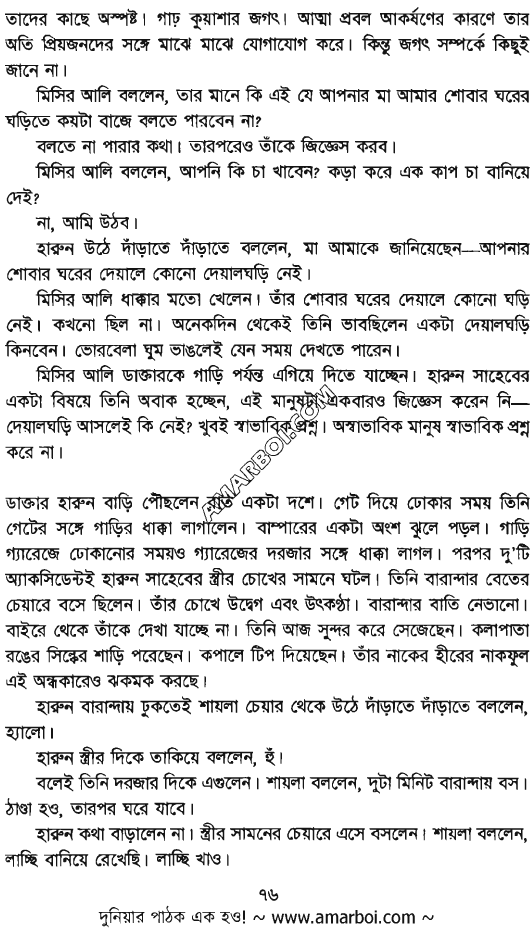 তাদের কাছে অস্পষ্ট। গাঢ় কুয়াশার জগৎ। আত্মা প্রবল আকর্ষণের কারণে তার
অতি প্রিয়জনদের সঙ্গে মাঝে মাঝে যোগাযোগ করে। কিন্তু জগৎ সম্পর্কে কিছুই
জানে না।
মিসির আলি বললেন, তার মানে কি এই যে আপনার মা আমার শোবার ঘরের
ঘড়িতে কয়টা বাজে বলতে পারবেন না?
বলতে না পারার কথা। তারপরেও তাঁকে জিজ্ঞেস করব।
মিসির আলি বললেন, আপনি কি চা খাবেন? কড়া করে এক কাপ চা বানিয়ে
দেই?
না, আমি উঠব।
হারুন উঠে দাঁড়াতে দাঁড়াতে বললেন, মা আমাকে জানিয়েছেন—আপনার
শোবার ঘরের দেয়ালে কোনো দেয়ালঘড়ি নেই।
মিসির আলি ধাক্কার মতো খেলেন। তাঁর শোবার ঘরের দেয়ালে কোনো ঘড়ি
নেই। কখনো ছিল না। অনেকদিন থেকেই তিনি ভাবছিলেন একটা দেয়ালঘড়ি
কিনবেন। ভোরবেলা ঘুম ভাঙলেই যেন সময় দেখতে পারেন।
মিসির আলি ডাক্তারকে গাড়ি পর্যন্ত এগিয়ে দিতে যাচ্ছেন। হারুন সাহেবের
একটা বিষয়ে তিনি অবাক হচ্ছেন, এই মানুষটা একবারও জিজ্ঞেস করেন নি—
দেয়ালঘড়ি আসলেই কি নেই? খুবই স্বাভাবিক প্রশ্ন। অস্বাভাবিক মানুষ স্বাভাবিক প্রশ্ন
করে না।
AMARBOI.COM
ডাক্তার হারুন বাড়ি পৌঁছলেন রাত একটা দশে। গেট দিয়ে ঢোকার সময় তিনি
গেটের সঙ্গে গাড়ির ধাক্কা লাগালেন। বাম্পারের একটা অংশ ঝুলে পড়ল। গাড়ি
গ্যারেজে ঢোকানোর সময়ও গ্যারেজের দরজার সঙ্গে ধাক্কা লাগল। পরপর দু'টি
অ্যাকসিডেন্টই হারুন সাহেবের স্ত্রীর চোখের সামনে ঘটল। তিনি বারান্দার বেতের
চেয়ারে বসে ছিলেন। তাঁর চোখে উদ্বেগ এবং উৎকণ্ঠা। বারান্দার বাতি নেভানো।
বাইরে থেকে তাঁকে দেখা যাচ্ছে না। তিনি আজ সুন্দর করে সেজেছেন। কলাপাতা
রঙের সিল্কের শাড়ি পরেছেন। কপালে টিপ দিয়েছেন। তাঁর নাকের হীরের নাকফুল
এই অন্ধকারেও ঝকমক করছে।
হারুন বারান্দায় ঢুকতেই শায়লা চেয়ার থেকে উঠে দাঁড়াতে দাঁড়াতে বললেন,
হ্যালো।
হারুন স্ত্রীর দিকে তাকিয়ে বললেন, হুঁ।
বলেই তিনি দরজার দিকে এগুলেন। শায়লা বললেন, দুটা মিনিট বারান্দায় বস।
ঠাণ্ডা হও, তারপর ঘরে যাবে।
হারুন কথা বাড়ালেন না। স্ত্রীর সামনের চেয়ারে এসে বসলেন। শায়লা বললেন,
লাচ্ছি বানিয়ে রেখেছি। লাচ্ছি খাও।
৭৬
দুনিয়ার পাঠক এক হও! ~ www.amarboi.com ~